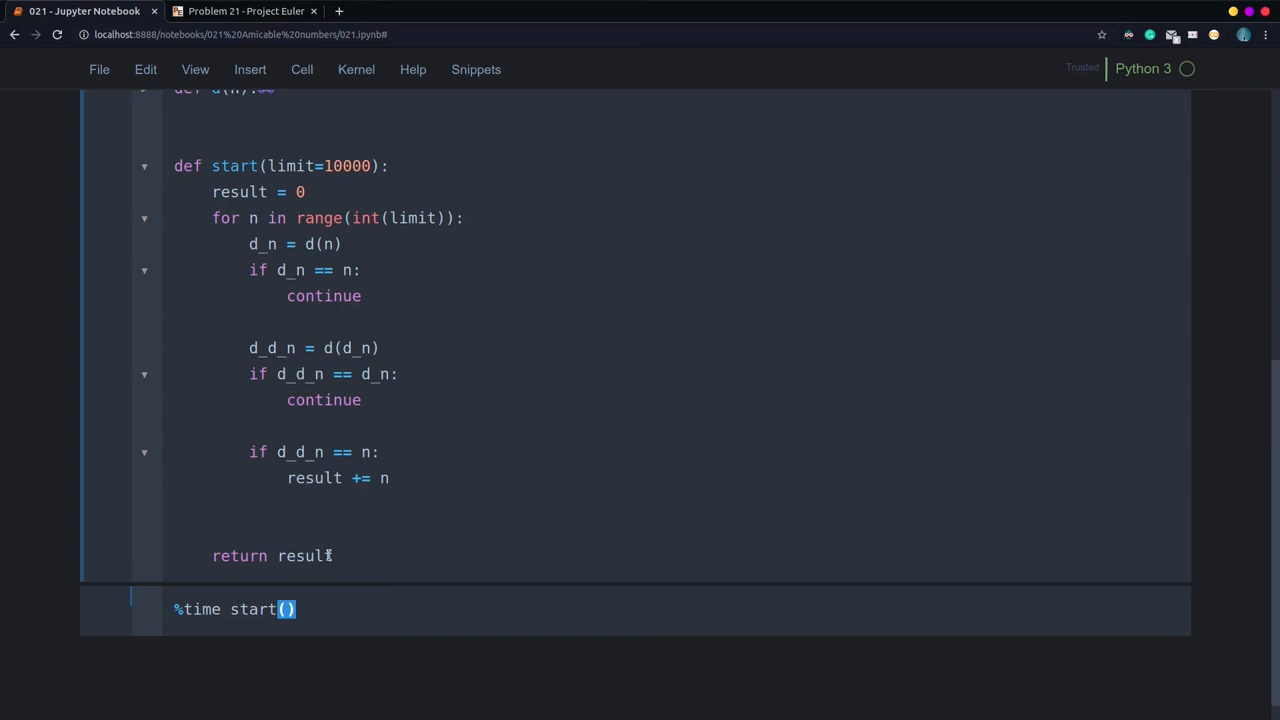 021 - Jupyter Notebook
Problem 21 - Project Euler
localhost:8888/notebooks/021%20Amicable%20numbers/021.ipynb#
File Edit View Insert Cell Kernel Help Snippets
Trusted Python 3
def d(n):
def start(limit=10000):
result = 0
for n in range(int(limit)):
d_n = d(n)
if d_n == n:
continue
d_d_n = d(d_n)
if d_d_n == d_n:
continue
if d_d_n == n:
result += n
return result
%time start()